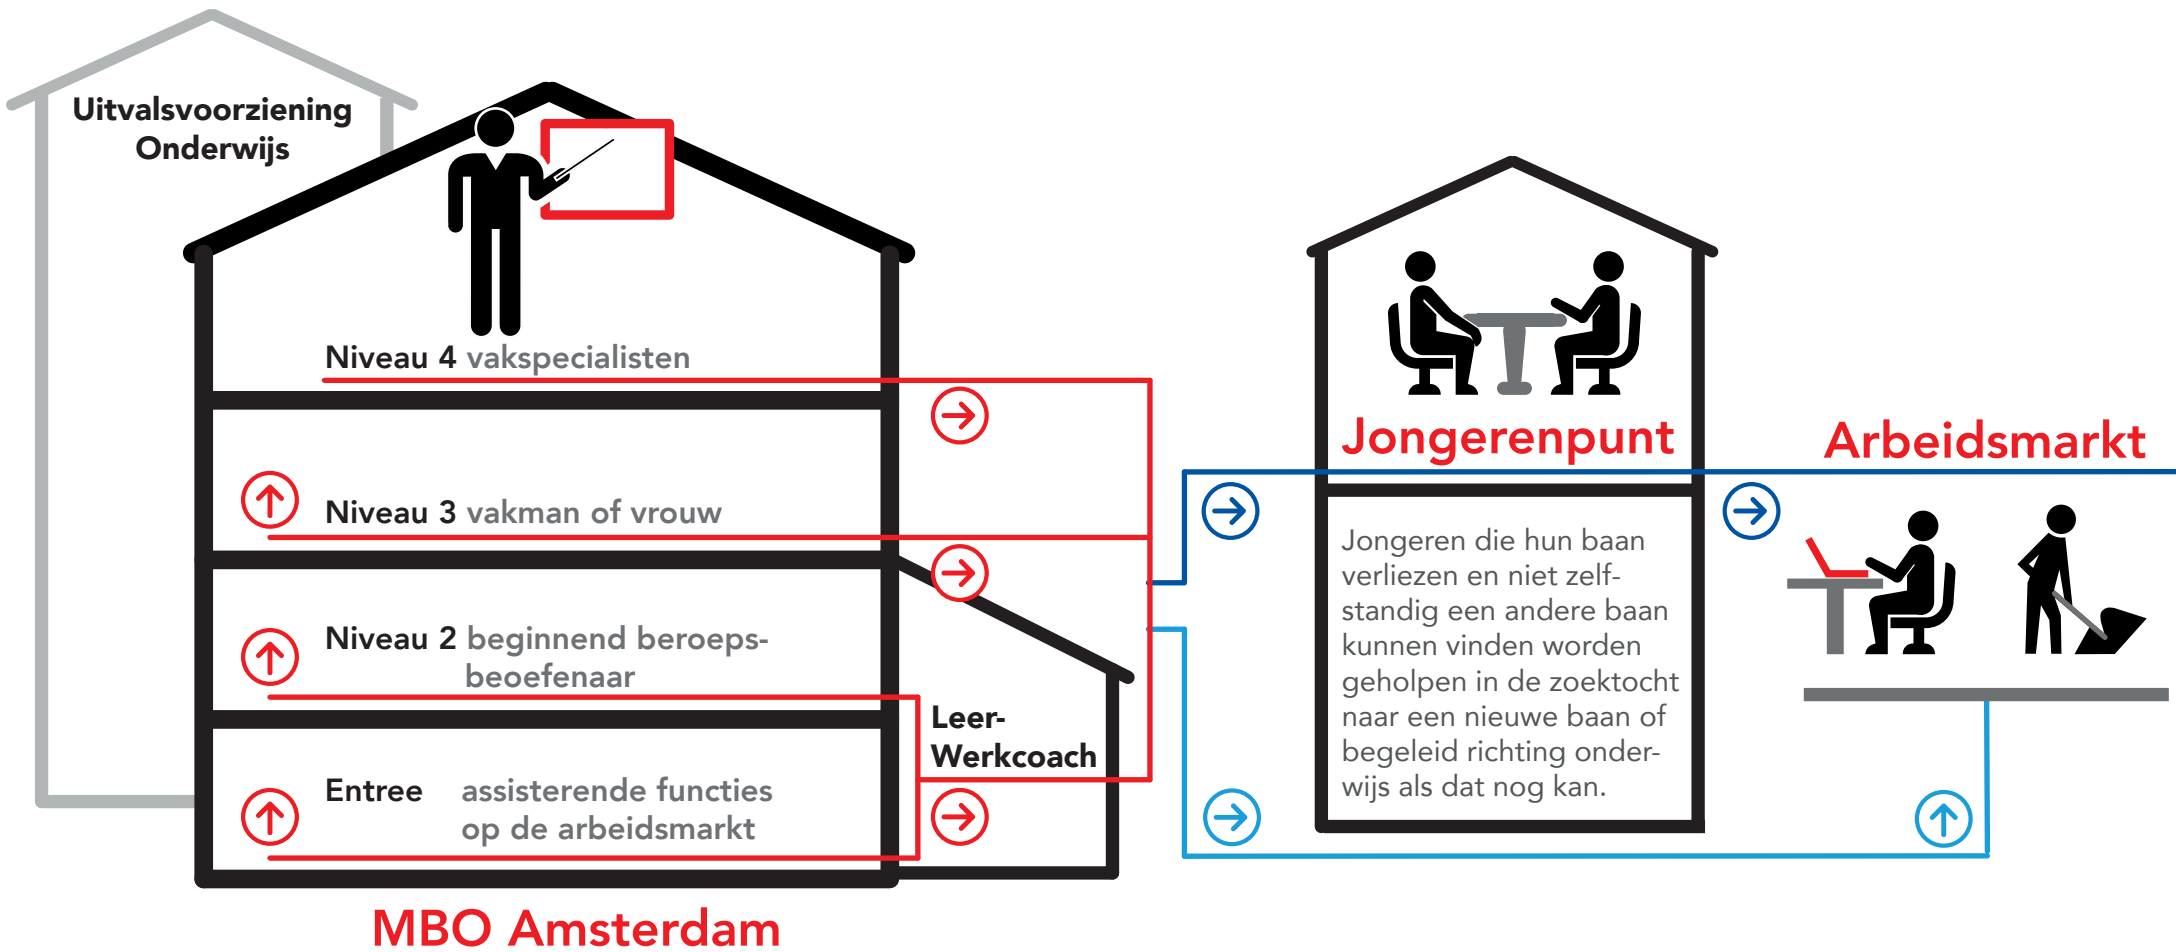 Uitvalsvoorziening
Onderwijs
Niveau 4 vakspecialisten
Niveau 3 vakman of vrouw
Niveau 2 beginnend beroeps-
beoefenaar
Entree assisterende functies
op de arbeidsmarkt
Leer-
Werkcoach
MBO Amsterdam
Jongerenpunt
Jongeren die hun baan
verliezen en niet zelf-
standig een andere baan
kunnen vinden worden
geholpen in de zoektocht
naar een nieuwe baan of
begeleid richting onder-
wijs als dat nog kan.
Arbeidsmarkt